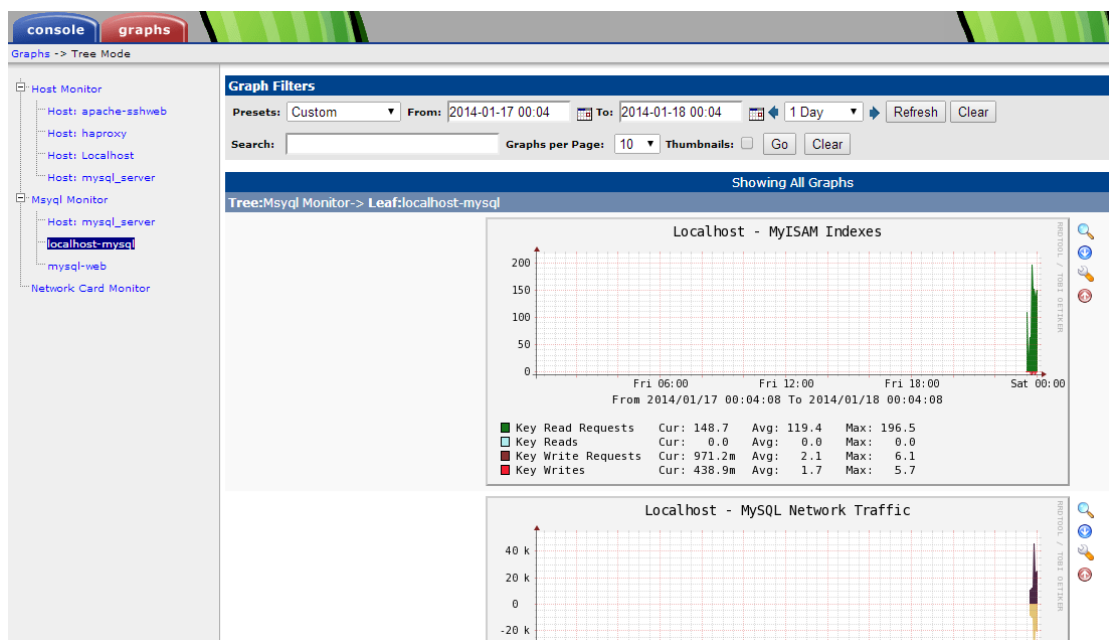 console graphs
Graphs -> Tree Mode
Host Monitor
Host: apache-sshweb
Host: haproxy
Host: Localhost
Host: mysql_server
Msyql Monitor
Host: mysql_server
localhost-mysql
mysql-web
Network Card Monitor
Graph Filters
Presets: Custom From: 2014-01-17 00:04 To: 2014-01-18 00:04 1 Day Refresh Clear
Search: Graphs per Page: 10 Thumbnails: Go Clear
Showing All Graphs
Tree:Msyql Monitor-> Leaf:localhost-mysql
Localhost - MyISAM Indexes
RRDTOOL / TOBI OETIKER
200
150
100
50
0
Fri 06:00 Fri 12:00 Fri 18:00 Sat 00:00
From 2014/01/17 00:04:08 To 2014/01/18 00:04:08
Key Read Requests Cur: 148.7 Avg: 119.4 Max: 196.5
Key Reads Cur: 0.0 Avg: 0.0 Max: 0.0
Key Write Requests Cur: 971.2m Avg: 2.1 Max: 6.1
Key Writes Cur: 438.9m Avg: 1.7 Max: 5.7
Localhost - MySQL Network Traffic
RRDTOOL / TOBI OETIKER
40 k
20 k
0
-20 k